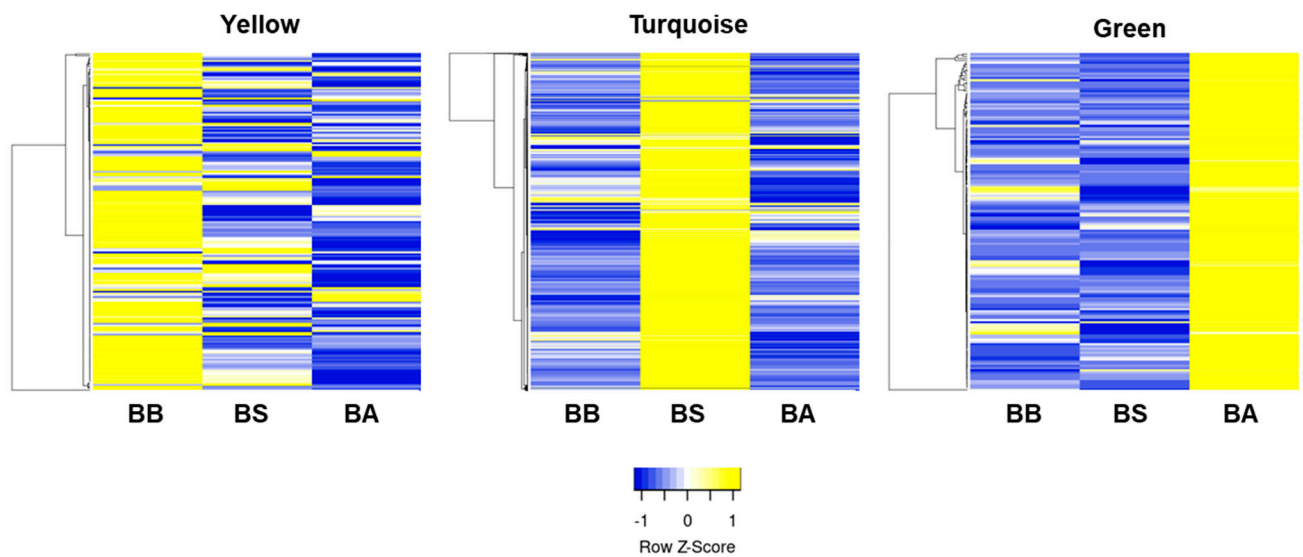 Yellow
Turquoise
Green
BB BS BA
BB BS BA
BB BS BA
-1 0 1
Row Z-Score